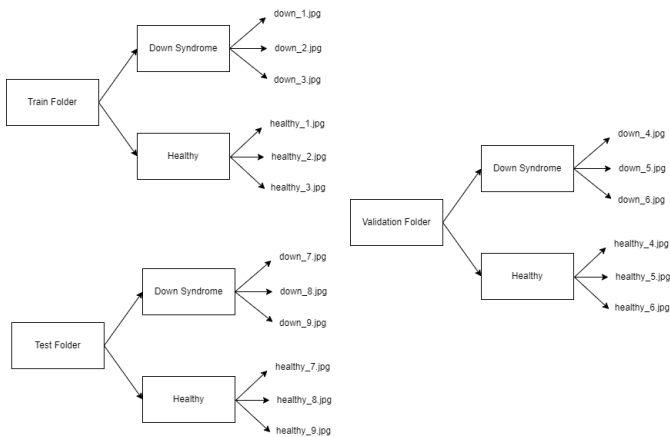 Train Folder
Down Syndrome
down_1.jpg
down_2.jpg
down_3.jpg
Healthy
healthy_1.jpg
healthy_2.jpg
healthy_3.jpg
Validation Folder
Down Syndrome
down_4.jpg
down_5.jpg
down_6.jpg
Healthy
healthy_4.jpg
healthy_5.jpg
healthy_6.jpg
Test Folder
Down Syndrome
down_7.jpg
down_8.jpg
down_9.jpg
Healthy
healthy_7.jpg
healthy_8.jpg
healthy_9.jpg